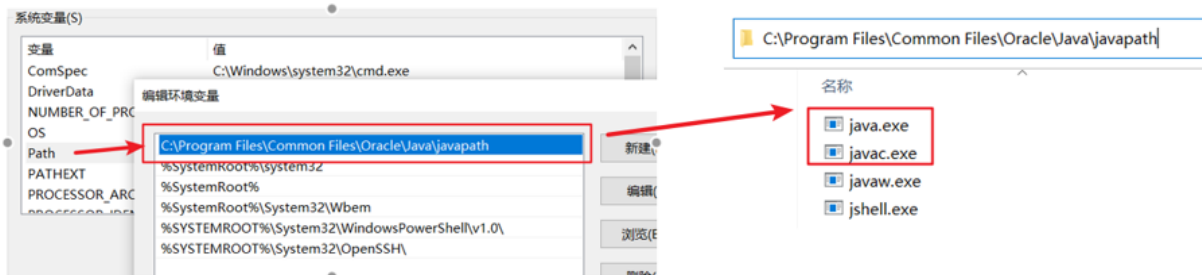 系统变量(S)
变量 值
ComSpec C:\Windows\system32\cmd.exe
DriverData
NUMBER_OF_PRC
OS
Path
PATHEXT
PROCESSOR_ARC
编辑环境变量
C:\Program Files\Common Files\Oracle\Java\javapath
%SystemRoot%\system32
%SystemRoot%
%SystemRoot%\System32\Wbem
%SYSTEMROOT%\System32\WindowsPowerShell\v1.0\
%SYSTEMROOT%\System32\OpenSSH\
新建(
编辑(
浏览(B
C:\Program Files\Common Files\Oracle\Java\javapath
名称
java.exe
javac.exe
javaw.exe
jshell.exe